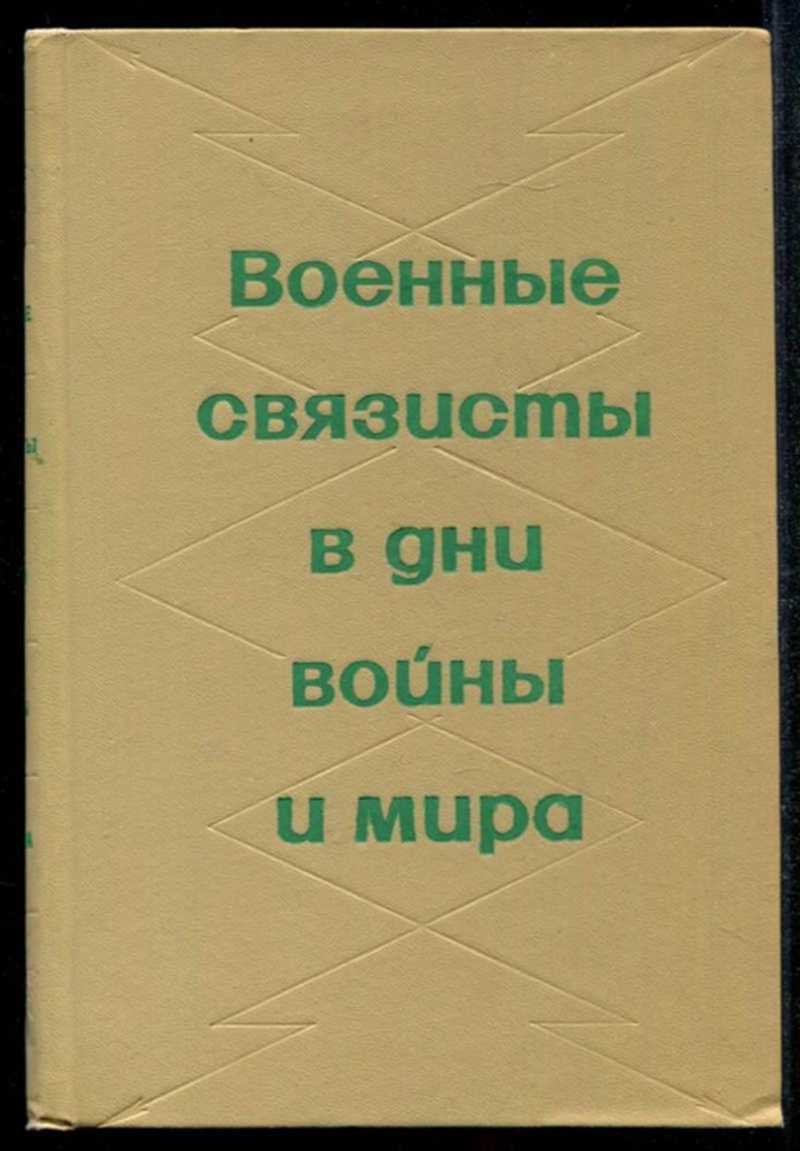 Военные
связисты
в дни
войны
и мира